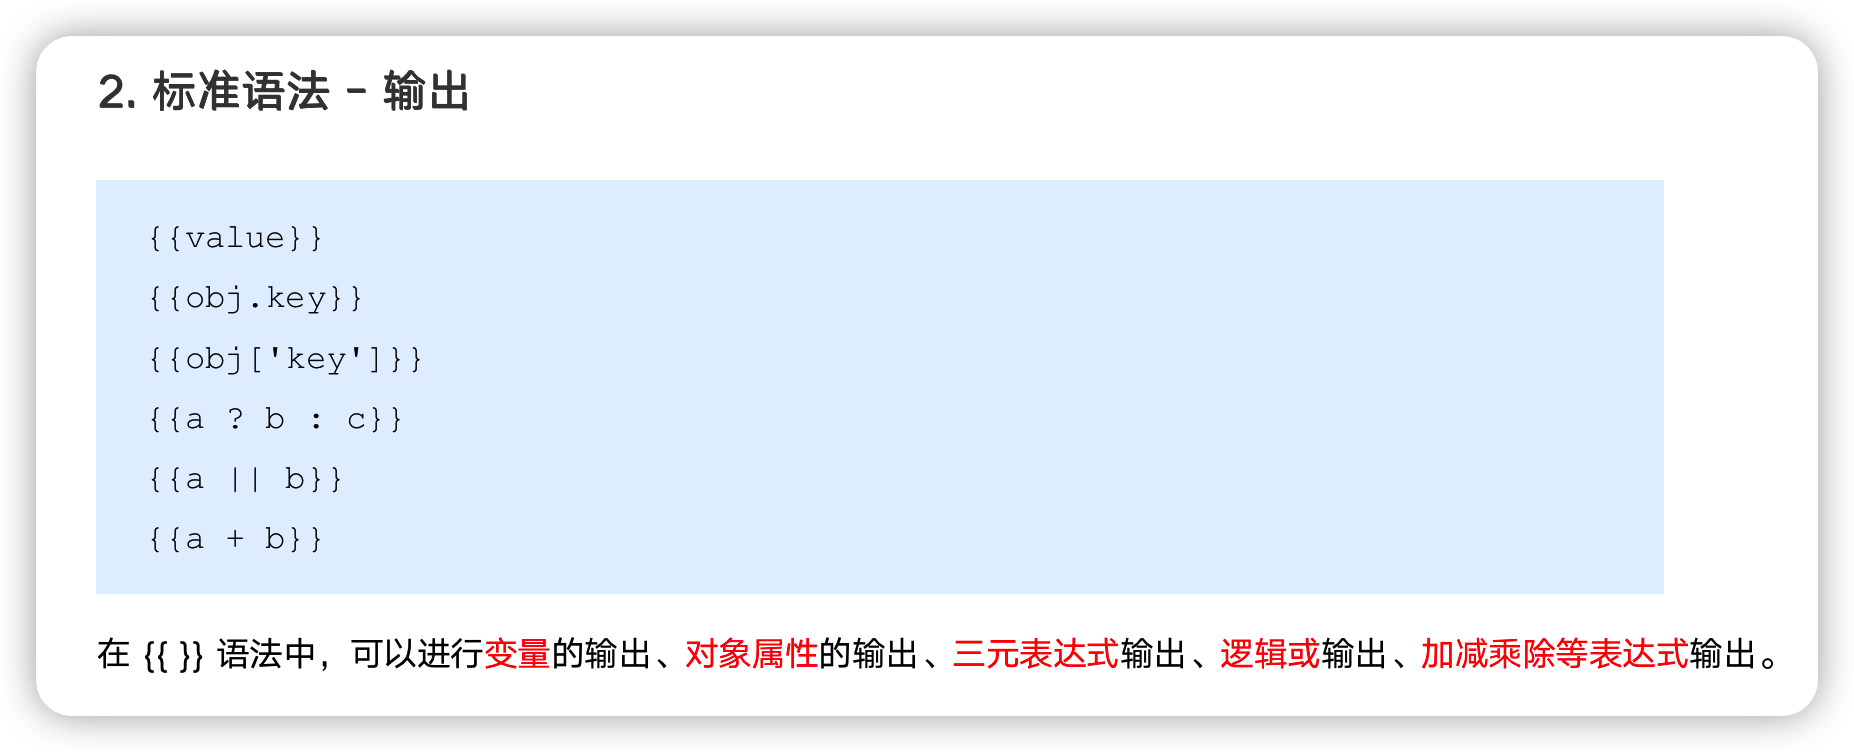 2. 标准语法 - 输出
{{value}}
{{obj.key}}
{{obj['key']}}
{{a ? b : c}}
{{a || b}}
{{a + b}}
在 {{ }} 语法中，可以进行变量的输出、对象属性的输出、三元表达式输出、逻辑或输出、加减乘除等表达式输出。